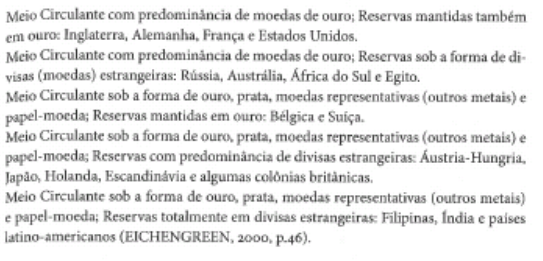 Meio Circulante com predominância de moedas de ouro; Reservas mantidas também
em ouro: Inglaterra, Alemanha, França e Estados Unidos.
Meio Circulante com predominância de moedas de ouro; Reservas sob a forma de di-
visas (moedas) estrangeiras: Rússia, Austrália, África do Sul e Egito.
Meio Circulante sob a forma de ouro, prata, moedas representativas (outros metais) e
papel-moeda; Reservas mantidas em ouro: Bélgica e Suíça.
Meio Circulante sob a forma de ouro, prata, moedas representativas (outros metais) e
papel-moeda; Reservas com predominância de divisas estrangeiras: Áustria-Hungria,
Japão, Holanda, Escandinávia e algumas colônias britânicas.
Meio Circulante sob a forma de ouro, prata, moedas representativas (outros metais)
e papel-moeda; Reservas totalmente em divisas estrangeiras: Filipinas, Índia e países
latino-americanos (EICHENGREEN, 2000, p.46).